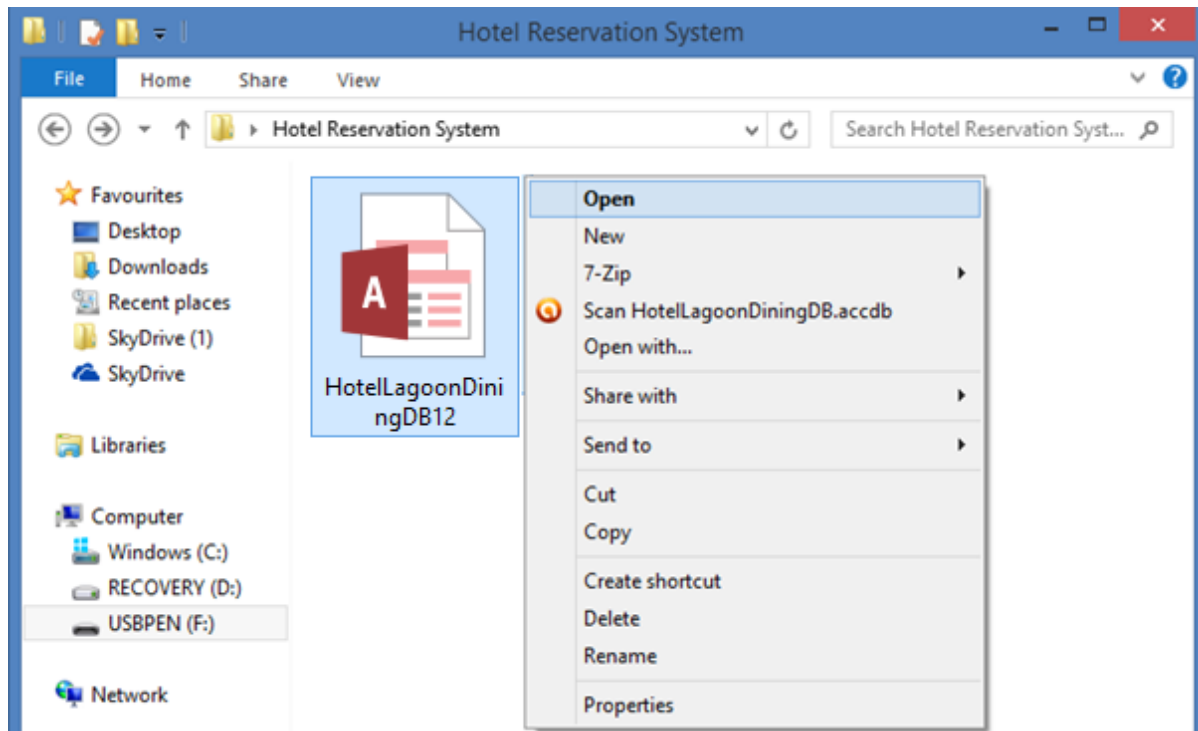 Hotel Reservation System
File Home Share View
Hotel Reservation System
Search Hotel Reservation Syst...
Favourites
Desktop
Downloads
Recent places
SkyDrive (1)
SkyDrive
Libraries
Computer
Windows (C:)
RECOVERY (D:)
USBPEN (F:)
Network
A
HotelLagoonDini
ngDB12
Open
New
7-Zip
Scan HotelLagoonDiningDB.accdb
Open with...
Share with
Send to
Cut
Copy
Create shortcut
Delete
Rename
Properties